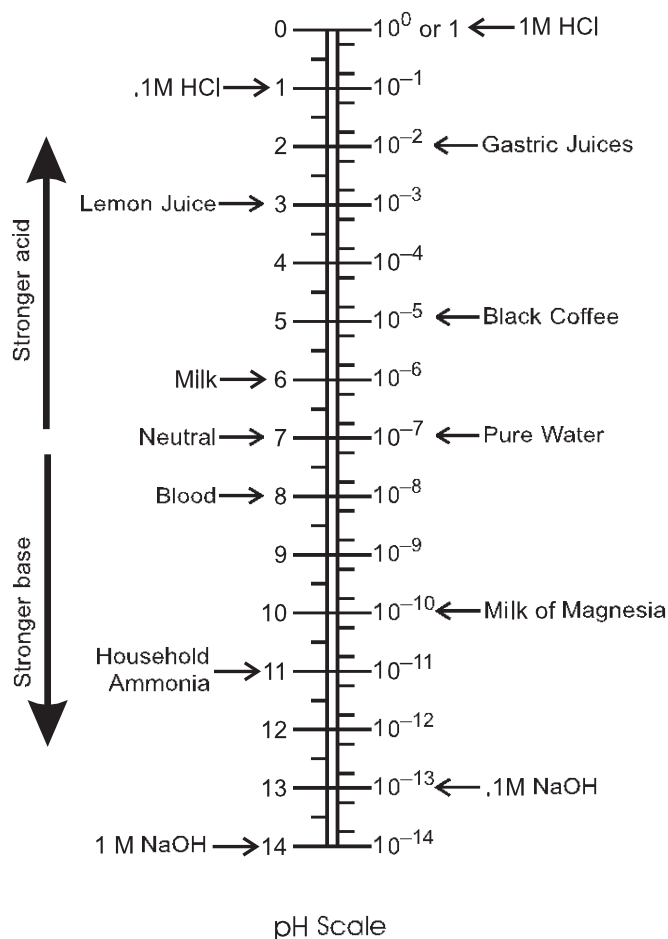 0 10⁰ or 1 1M HCl
.1M HCl 1 10⁻¹
2 10⁻² Gastric Juices
Lemon Juice 3 10⁻³
4 10⁻⁴
5 10⁻⁵ Black Coffee
Milk 6 10⁻⁶
Neutral 7 10⁻⁷ Pure Water
Blood 8 10⁻⁸
9 10⁻⁹
10 10⁻¹⁰ Milk of Magnesia
Household
Ammonia 11 10⁻¹¹
12 10⁻¹²
13 10⁻¹³ .1M NaOH
1 M NaOH 14 10⁻¹⁴
Stronger acid
Stronger base
pH Scale